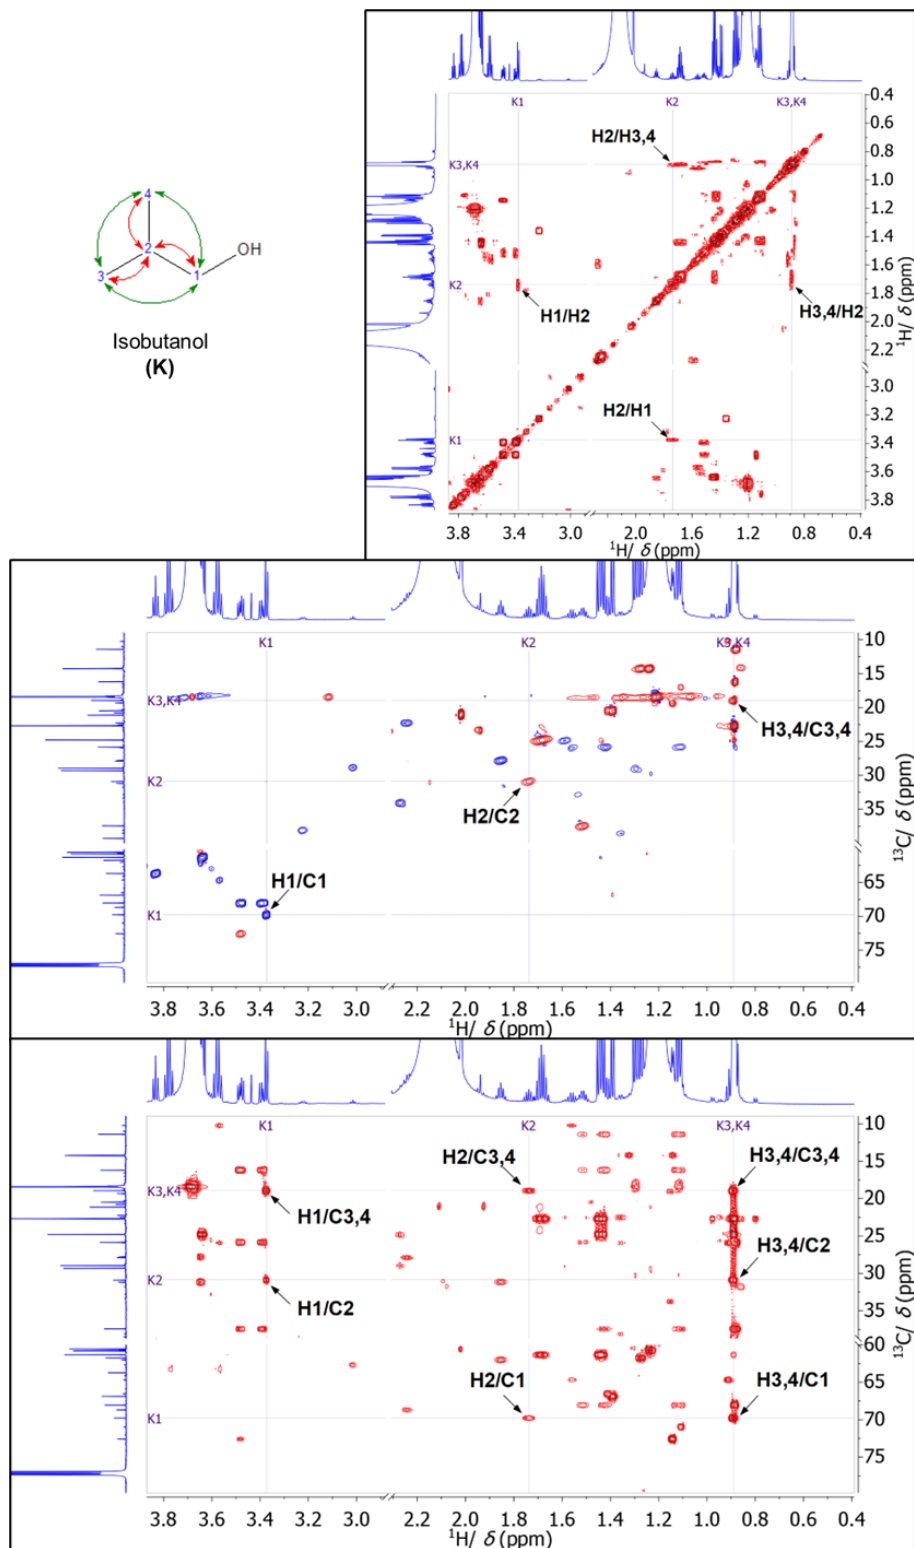 4
2
3
1
OH
Isobutanol
(K)
K1
K2
K3,K4
H2/H3,4
K3,K4
K2
H1/H2
H3,4/H2
H2/H1
K1
0.4
0.6
0.8
1.0
1.2
1.4
1.6
1.8
2.0
2.2
3.0
3.2
3.4
3.6
3.8
¹H/ δ (ppm)
3.8
3.4
3.0
2.0
1.6
1.2
0.8
0.4
¹H/ δ (ppm)
K1
K2
K3,K4
K3,K4
H3,4/C3,4
K2
H2/C2
H1/C1
K1
10
15
20
25
30
35
65
70
75
¹³C/ δ (ppm)
3.8
3.6
3.4
3.2
3.0
2.2
2.0
1.8
1.6
1.4
1.2
1.0
0.8
0.6
0.4
¹H/ δ (ppm)
K1
K2
K3,K4
H2/C3,4
H3,4/C3,4
K3,K4
H1/C3,4
H3,4/C2
K2
H1/C2
H2/C1
H3,4/C1
K1
10
15
20
25
30
35
60
65
70
75
¹³C/ δ (ppm)
3.8
3.6
3.4
3.2
3.0
2.2
2.0
1.8
1.6
1.4
1.2
1.0
0.8
0.6
0.4
¹H/ δ (ppm)